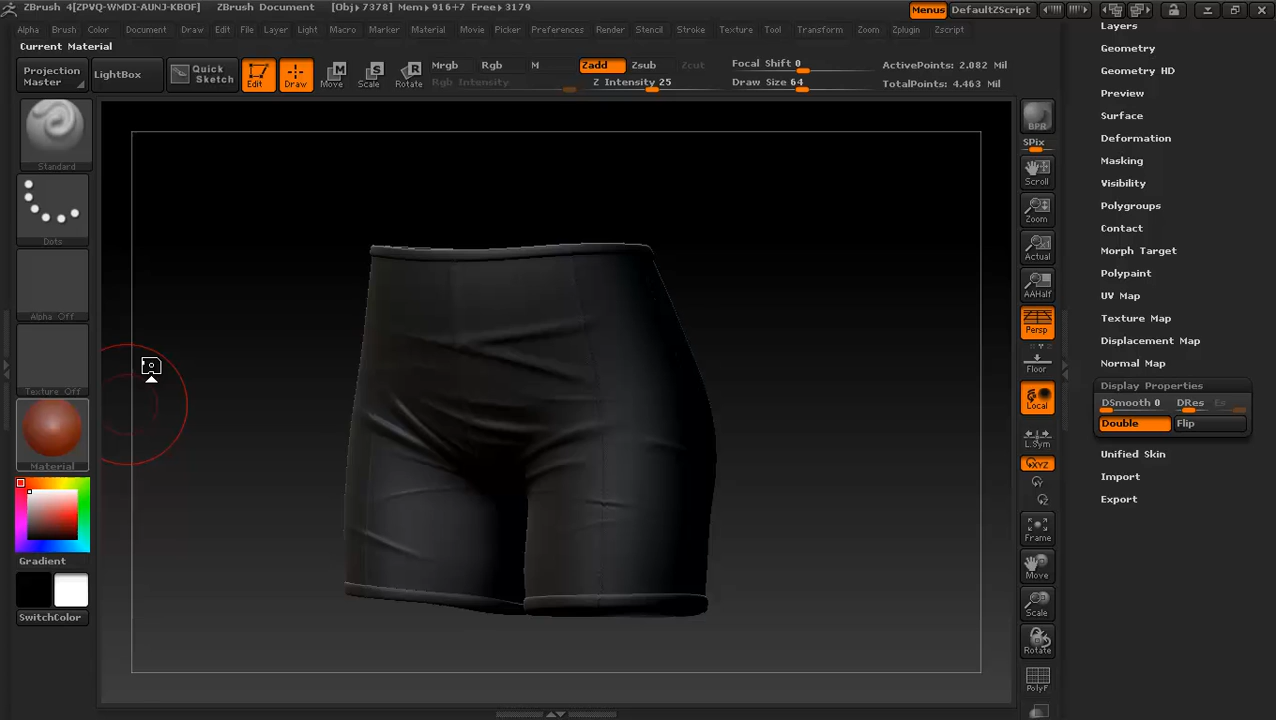 ZBrush 4[ZPVQ-WMDI-AUNJ-KBOF] ZBrush Document [Obj▸7378] Mem▸916+7 Free▸3179 Menus DefaultZScript
Alpha Brush Color Document Draw Edit File Layer Light Macro Marker Material Movie Picker Preferences Render Stencil Stroke Texture Tool Transform Zoom Zplugin Zscript
Current Material
Projection Master
LightBox
Quick Sketch
Edit
Draw
Move
Scale
Rotate
Mrgb Rgb M
Rgb Intensity
Zadd Zsub Zcut
Z Intensity 25
Focal Shift 0
Draw Size 64
ActivePoints: 2.082 Mil
TotalPoints: 4.463 Mil
Standard
Dots
Alpha Off
Texture Off
Material
Gradient
SwitchColor
BPR
SPix
Scroll
Zoom
Actual
AAHalf
Persp
Floor
Local
L.Sym
XYZ
Frame
Move
Scale
Rotate
PolyF
Layers
Geometry
Geometry HD
Preview
Surface
Deformation
Masking
Visibility
Polygroups
Contact
Morph Target
Polypaint
UV Map
Texture Map
Displacement Map
Normal Map
Display Properties
DSmooth 0 DRes Es
Double Flip
Unified Skin
Import
Export